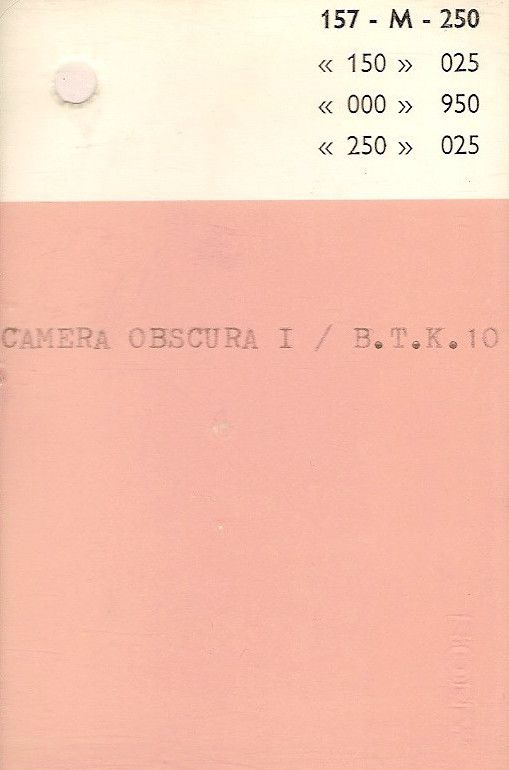 157 - M - 250
« 150 » 025
« 000 » 950
« 250 » 025
CAMERA OBSCURA I / B.T.K.10